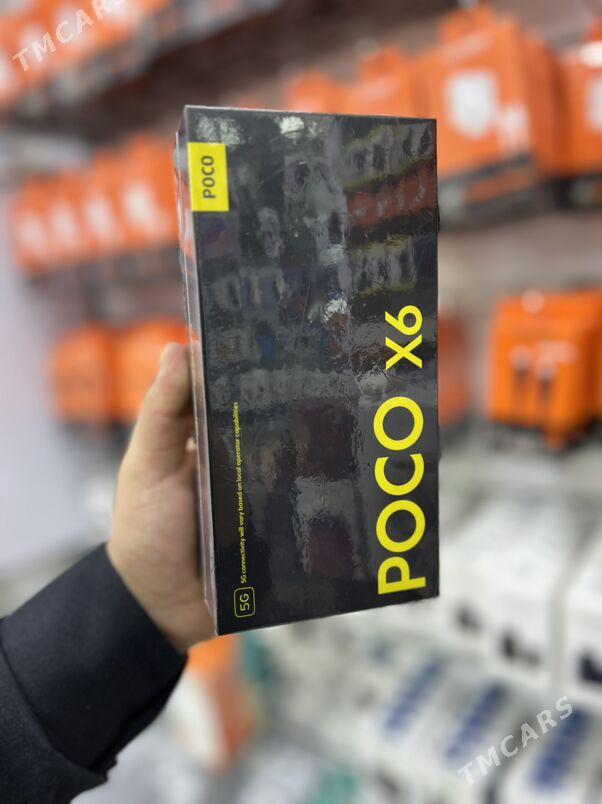 TMCARS
POCO
POCO X6
5G
5G connectivity will vary based on local operator capabilities
TMCARS